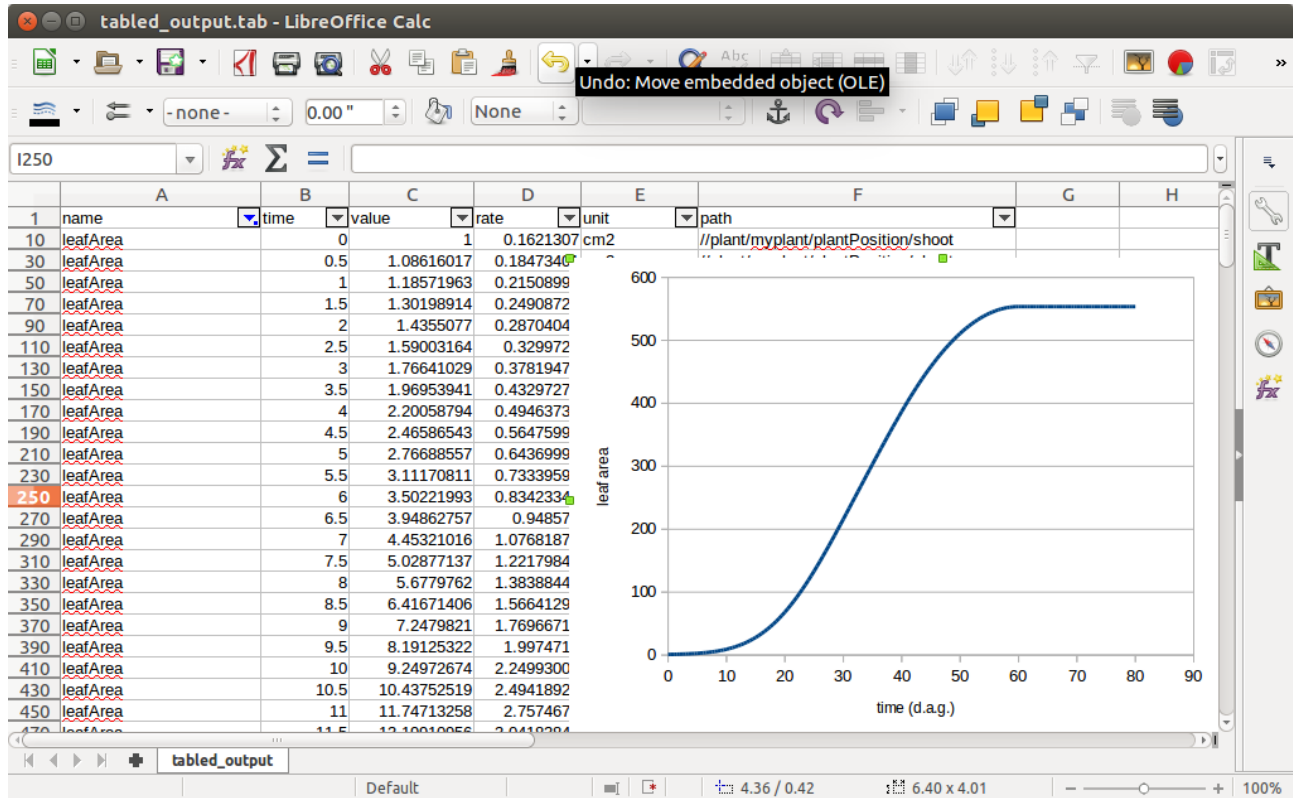 tabled_output.tab - LibreOffice Calc
Abc
Undo: Move embedded object (OLE)
- none - 0.00 " None
I250
A B C D E F G H
1 name time value rate unit path
10 leafArea 0 1 0.1621307 cm2 //plant/myplant/plantPosition/shoot
30 leafArea 0.5 1.08616017
50 leafArea 1 1.18571963 0.2150899
70 leafArea 1.5 1.30198914 0.2490872
90 leafArea 2 1.4355077 0.2870404
110 leafArea 2.5 1.59003164 0.329972
130 leafArea 3 1.76641029 0.3781947
150 leafArea 3.5 1.96953941 0.4329727
170 leafArea 4 2.20058794 0.4946373
190 leafArea 4.5 2.46586543 0.5647599
210 leafArea 5 2.76688557 0.6436999
230 leafArea 5.5 3.11170811 0.7333959
250 leafArea 6 3.50221993 0.8342334
270 leafArea 6.5 3.94862757 0.94857
290 leafArea 7 4.45321016 1.0768187
310 leafArea 7.5 5.02877137 1.2217984
330 leafArea 8 5.6779762 1.3838844
350 leafArea 8.5 6.41671406 1.5664129
370 leafArea 9 7.2479821 1.7696671
390 leafArea 9.5 8.19125322 1.997471
410 leafArea 10 9.24972674 2.2499300
430 leafArea 10.5 10.43752519 2.4941892
450 leafArea 11 11.74713258 2.757467
600
500
400
300
200
100
0
leaf area
0 10 20 30 40 50 60 70 80 90
time (d.a.g.)
tabled_output
Default 4.36 / 0.42 6.40 x 4.01 100%